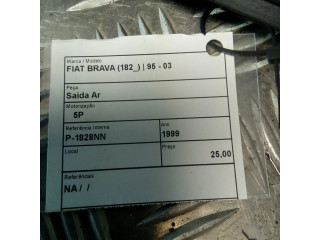 Marca / Modelo
FIAT BRAVA (182_) | 95 - 03
Peça
Saida Ar
Motorização
5P
Referência Interna
P-1828NN
Ano
1999
Local
Preço
25,00
Referências
NA / /